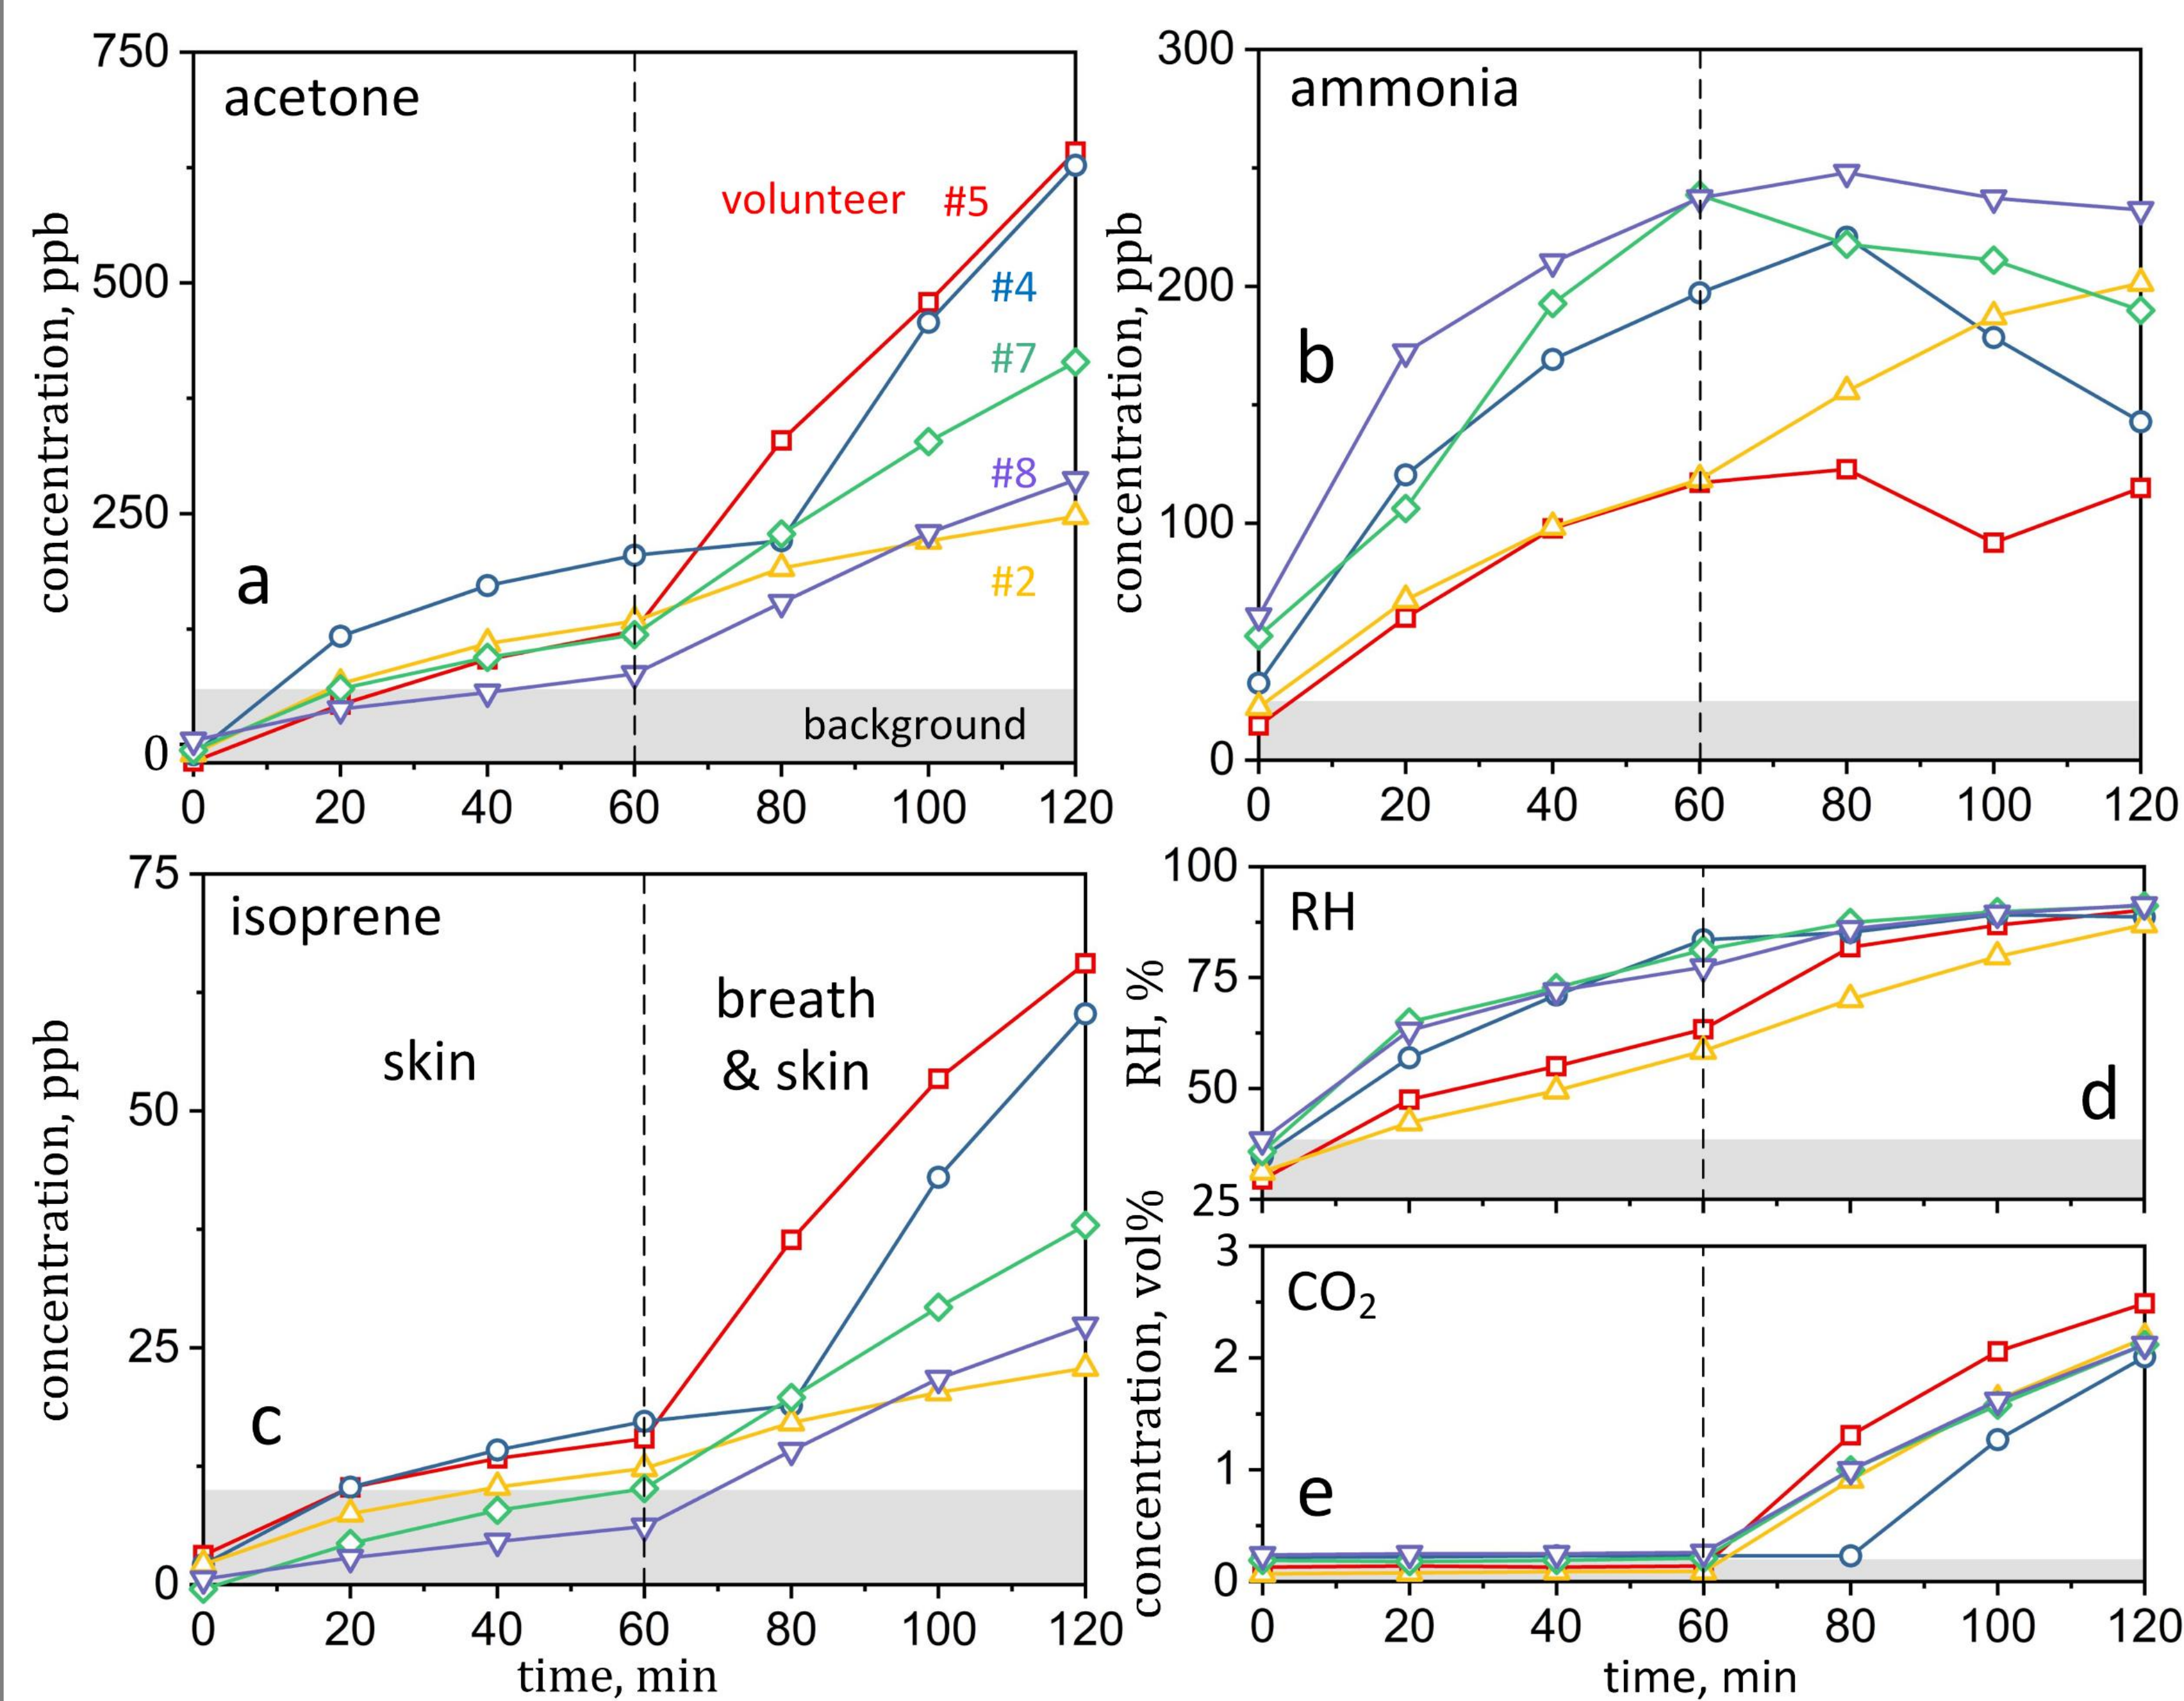 acetone
750
500
250
0
concentration, ppb
volunteer #5
#4
#7
#8
#2
a
background
0 20 40 60 80 100 120
ammonia
300
200
100
0
concentration, ppb
b
0 20 40 60 80 100 120
isoprene
75
50
25
0
concentration, ppb
skin
breath
& skin
c
0 20 40 60 80 100 120
time, min
RH
100
75
50
25
RH, %
d
CO₂
3
2
1
0
concentration, vol%
e
0 20 40 60 80 100 120
time, min